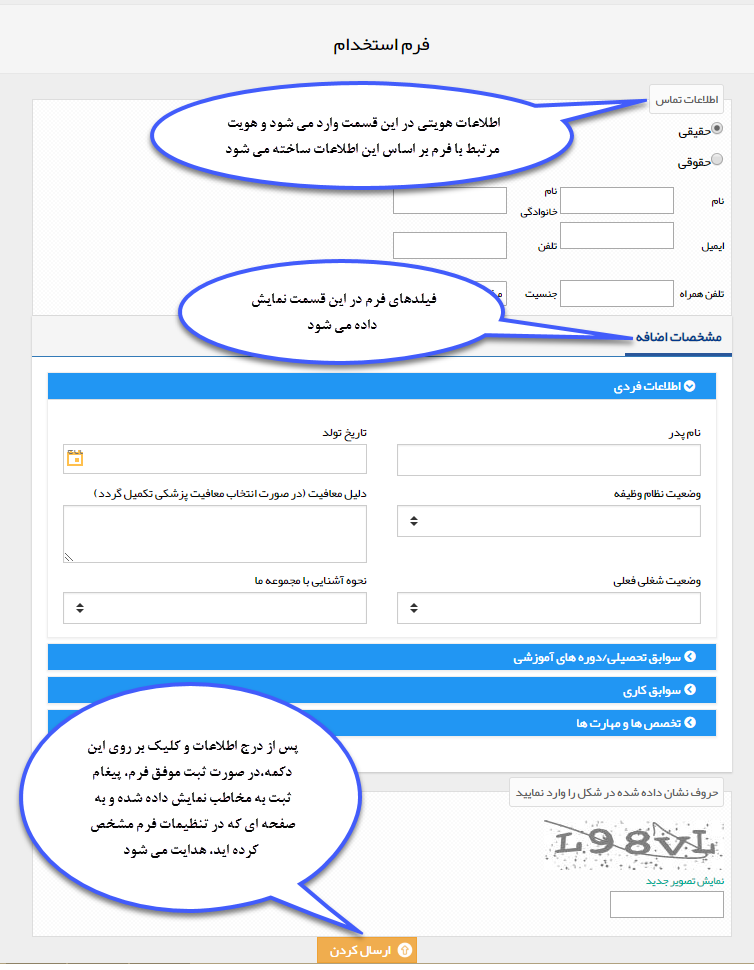 فرم استخدام
اطلاعات تماس
اطلاعات هویتی در این قسمت وارد می شود و هویت
مرتبط با فرم بر اساس این اطلاعات ساخته می شود
حقیقی
حقوقی
نام
نام
خانوادگی
ایمیل
تلفن
تلفن همراه
جنسیت
فیلدهای فرم در این قسمت نمایش
داده می شود
مشخصات اضافه
اطلاعات فردی
نام پدر
تاریخ تولد
وضعیت نظام وظیفه
دلیل معافیت (در صورت انتخاب معافیت پزشکی تکمیل گردد)
وضعیت شغلی فعلی
نحوه آشنایی با مجموعه ما
سوابق تحصیلی/دوره های آموزشی
سوابق کاری
تخصص ها و مهارت ها
پس از درج اطلاعات و کلیک بر روی این
دکمه،در صورت ثبت موفق فرم، پیغام
ثبت به مخاطب نمایش داده شده و به
صفحه ای که در تنظیمات فرم مشخص
کرده اید، هدایت می شود
حروف نشان داده شده در شکل را وارد نمایید
L98VL
نمایش تصویر جدید
ارسال کردن